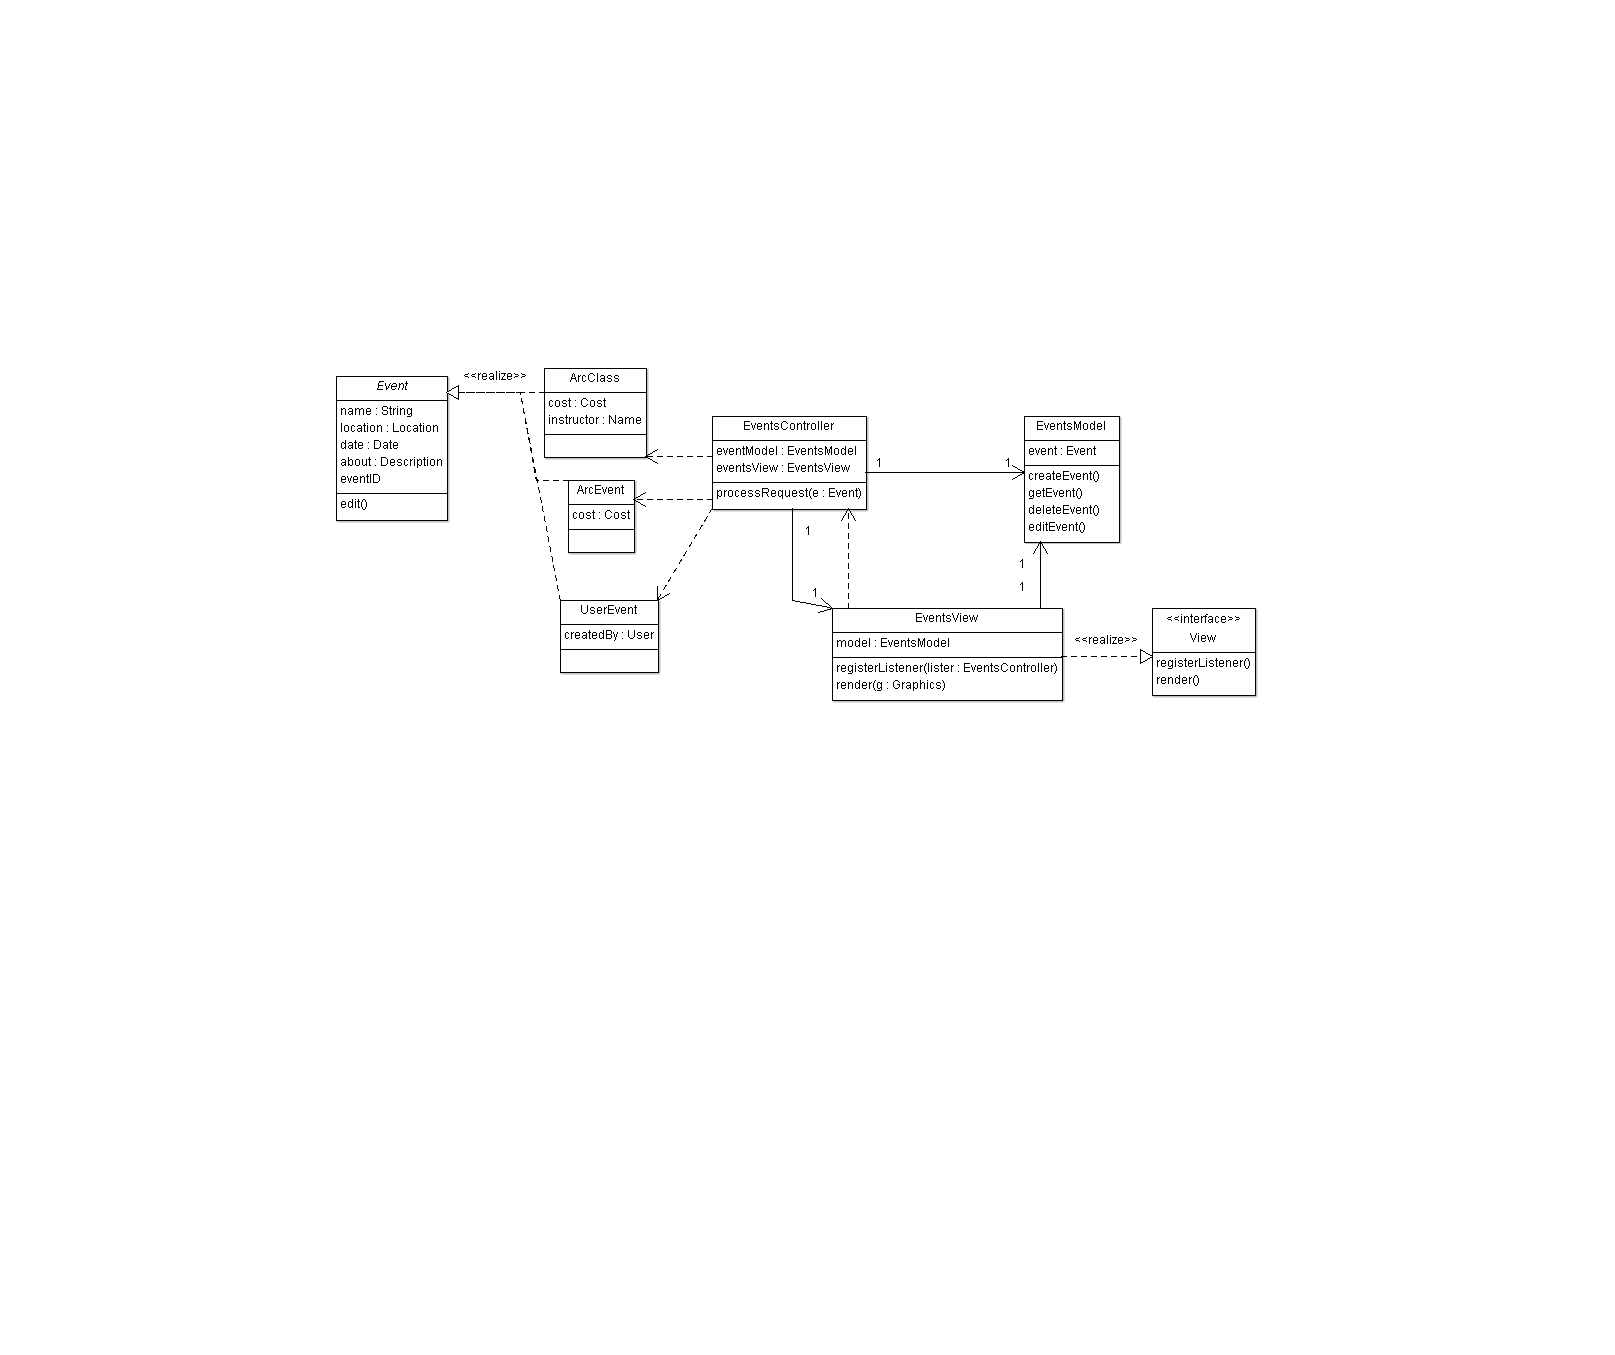 Event
name : String
location : Location
date : Date
about : Description
eventID
edit()
<<realize>>
ArcClass
cost : Cost
instructor : Name
ArcEvent
cost : Cost
UserEvent
createdBy : User
EventsController
eventModel : EventsModel
eventsView : EventsView
processRequest(e : Event)
1
1
1
1
EventsModel
event : Event
createEvent()
getEvent()
deleteEvent()
editEvent()
1
1
EventsView
model : EventsModel
registerListener(lister : EventsController)
render(g : Graphics)
<<realize>>
<<interface>>
View
registerListener()
render()